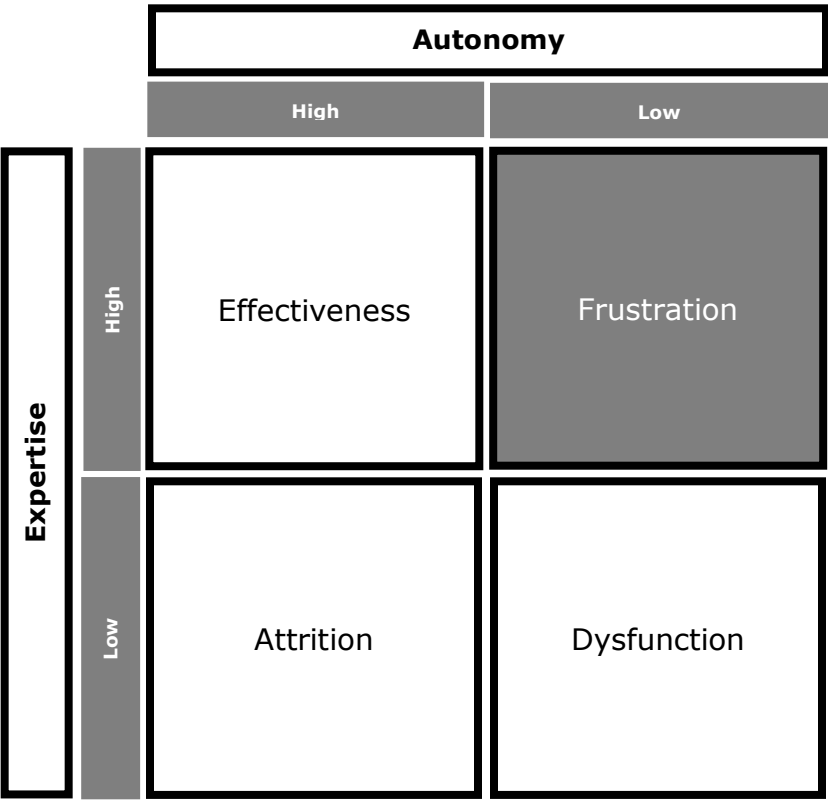 Autonomy
High
Low
Expertise
High
Effectiveness
Frustration
Low
Attrition
Dysfunction